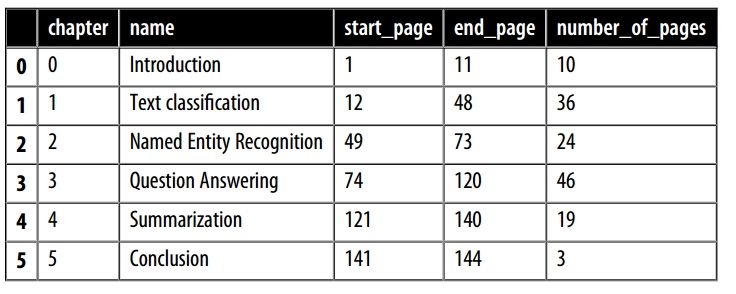 chapter name start_page end_page number_of_pages
0 0 Introduction 1 11 10
1 1 Text classification 12 48 36
2 2 Named Entity Recognition 49 73 24
3 3 Question Answering 74 120 46
4 4 Summarization 121 140 19
5 5 Conclusion 141 144 3